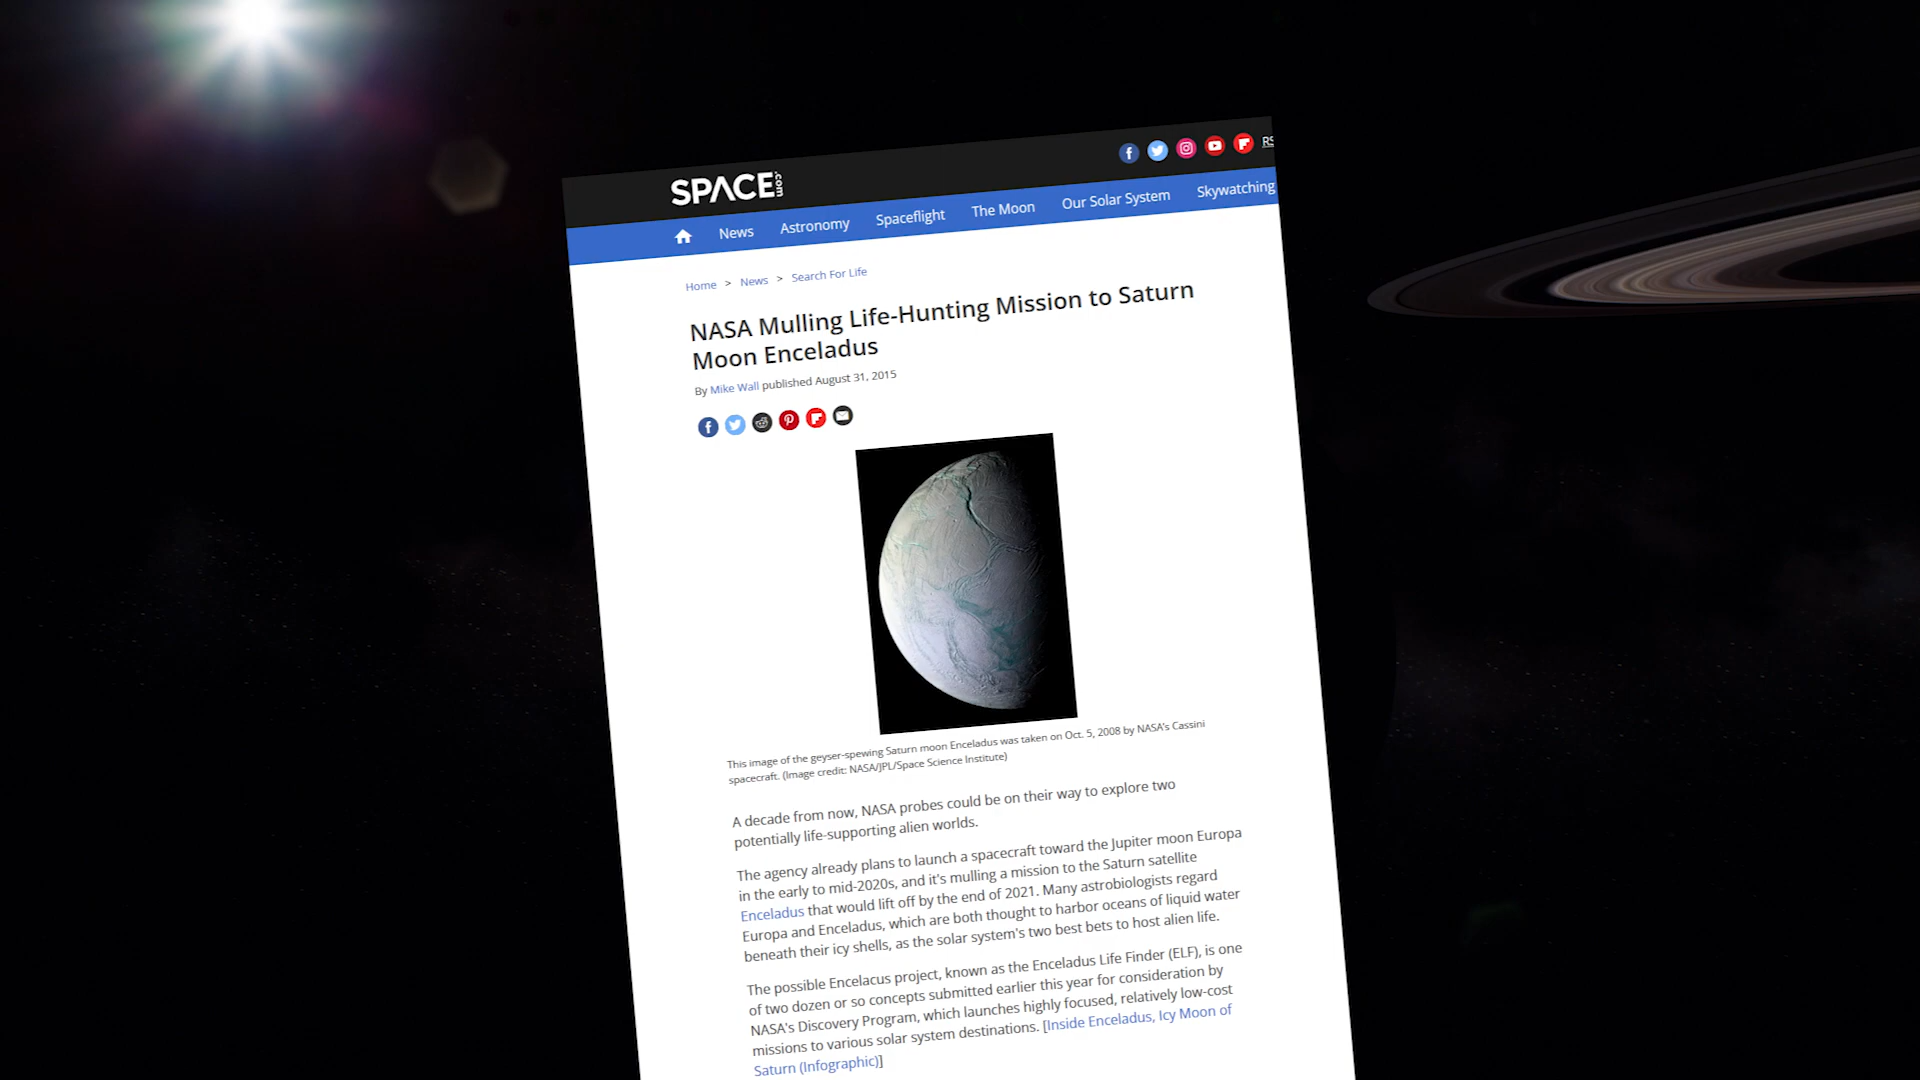 SPACE.com
RS
News Astronomy Spaceflight The Moon Our Solar System Skywatching
Home > News > Search For Life
NASA Mulling Life-Hunting Mission to Saturn
Moon Enceladus
By Mike Wall published August 31, 2015
This image of the geyser-spewing Saturn moon Enceladus was taken on Oct. 5, 2008 by NASA's Cassini
spacecraft. (Image credit: NASA/JPL/Space Science Institute)
A decade from now, NASA probes could be on their way to explore two
potentially life-supporting alien worlds.
The agency already plans to launch a spacecraft toward the Jupiter moon Europa
in the early to mid-2020s, and it's mulling a mission to the Saturn satellite
Enceladus that would lift off by the end of 2021. Many astrobiologists regard
Europa and Enceladus, which are both thought to harbor oceans of liquid water
beneath their icy shells, as the solar system's two best bets to host alien life.
The possible Encelacus project, known as the Enceladus Life Finder (ELF), is one
of two dozen or so concepts submitted earlier this year for consideration by
NASA's Discovery Program, which launches highly focused, relatively low-cost
missions to various solar system destinations. [Inside Enceladus, Icy Moon of
Saturn (Infographic)]